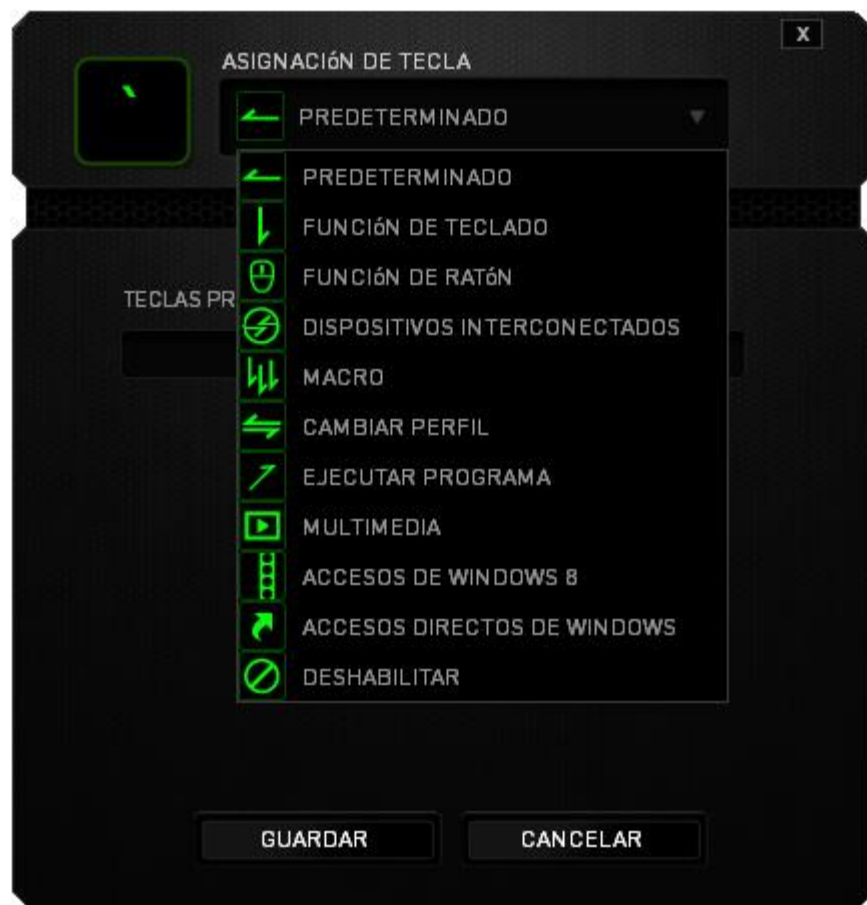 X
ASIGNACIóN DE TECLA
`
PREDETERMINADO
PREDETERMINADO
FUNCIóN DE TECLADO
FUNCIóN DE RATóN
TECLAS PR
DISPOSITIVOS INTERCONECTADOS
MACRO
CAMBIAR PERFIL
EJECUTAR PROGRAMA
MULTIMEDIA
ACCESOS DE WINDOWS 8
ACCESOS DIRECTOS DE WINDOWS
DESHABILITAR
GUARDAR
CANCELAR